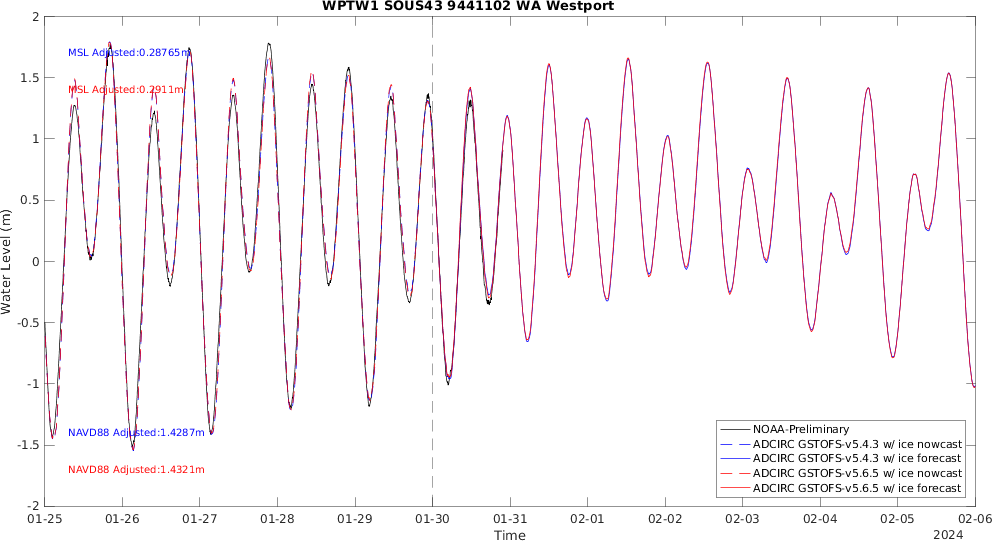 WPTW1 SOUS43 9441102 WA Westport
2
1.5
1
0.5
0
-0.5
-1
-1.5
-2
Water Level (m)
MSL Adjusted:0.28765m
MSL Adjusted:0.2911m
NAVD88 Adjusted:1.4287m
NAVD88 Adjusted:1.4321m
NOAA-Preliminary
ADCIRC GSTOFS-v5.4.3 w/ ice nowcast
ADCIRC GSTOFS-v5.4.3 w/ ice forecast
ADCIRC GSTOFS-v5.6.5 w/ ice nowcast
ADCIRC GSTOFS-v5.6.5 w/ ice forecast
01-25 01-26 01-27 01-28 01-29 01-30 01-31 02-01 02-02 02-03 02-04 02-05 02-06
Time
2024